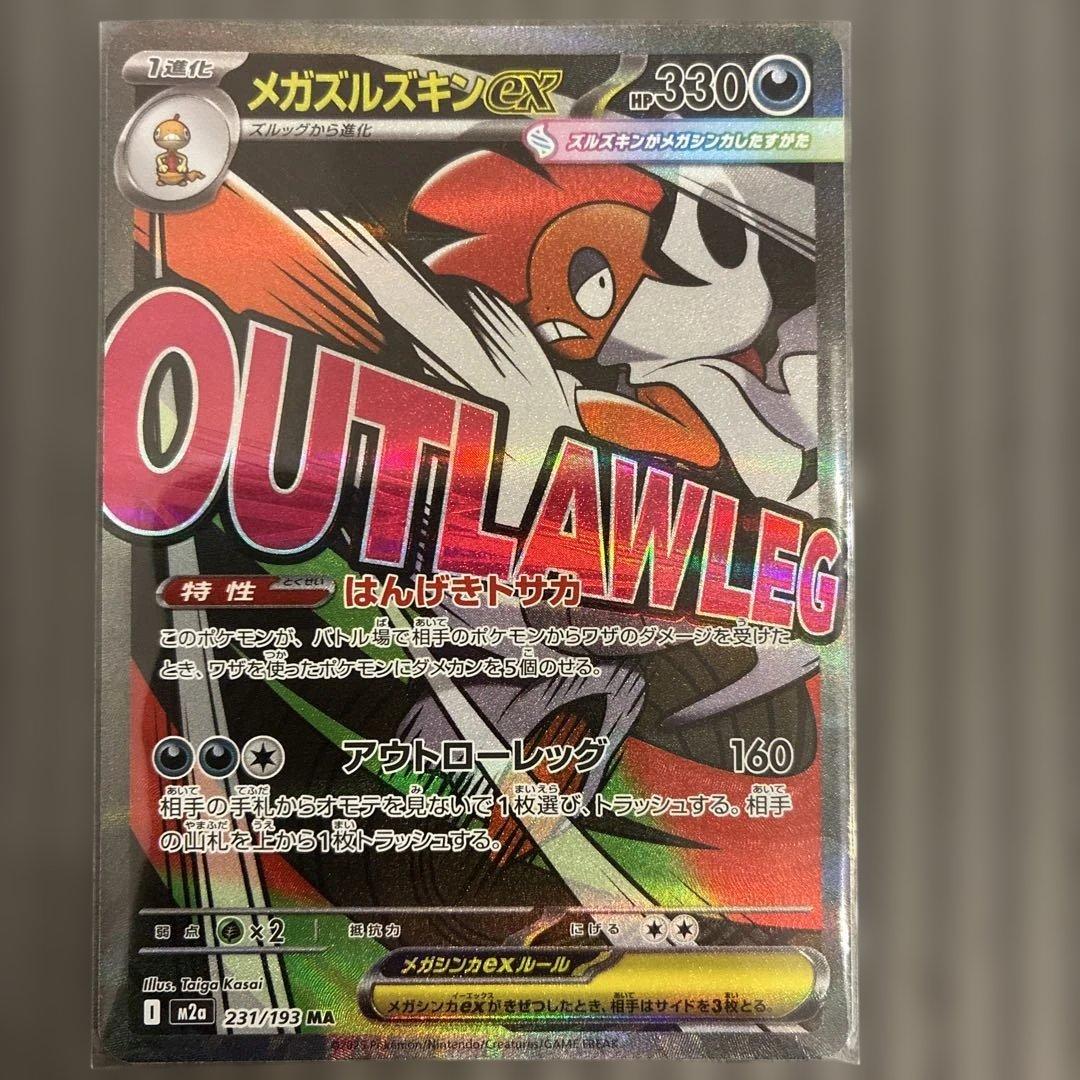 1進化
メガズルズキンex
HP330
ズルッグから進化
ズルズキンがメガシンカしたすがた
OUTLAWLEG
特性 とくせい はんげきトサカ
このポケモンが、バトル場で相手のポケモンからワザのダメージを受けた
とき、ワザを使ったポケモンにダメカンを5個のせる。
アウトローレッグ 160
相手の手札からオモテを見ないで1枚選び、トラッシュする。相手
の山札を上から1枚トラッシュする。
弱点 ×2 抵抗力 にげる
メガシンカexルール
メガシンカexがきぜつしたとき、相手はサイドを3枚とる。
Illus. Taiga Kasai
I m2a 231/193 MA
©2025 Pokémon/Nintendo/Creatures/GAME FREAK